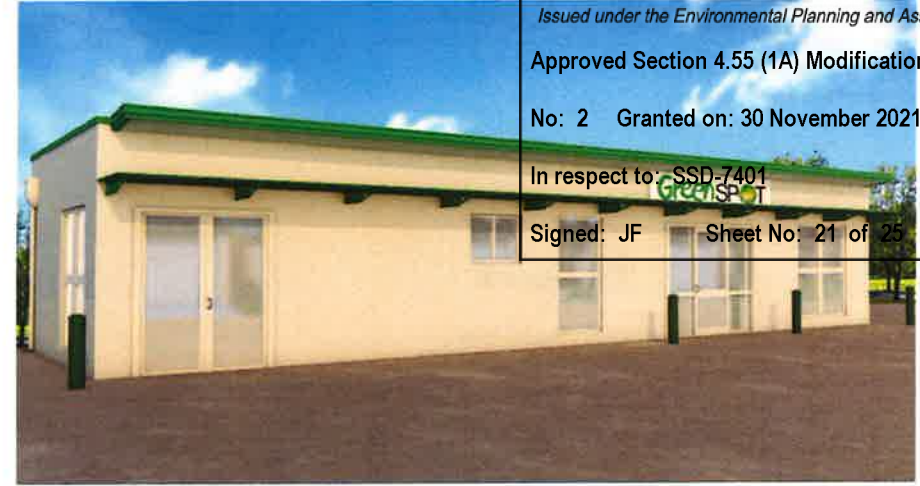 Issued under the Environmental Planning and As
Approved Section 4.55 (1A) Modification
No: 2 Granted on: 30 November 2021
In respect to: SSD-7401
GreenSPOT
Signed: JF Sheet No: 21 of 25